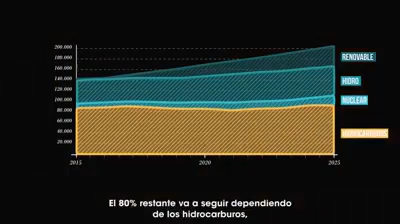 200.000
180.000
160.000
140.000
120.000
100.000
80.000
60.000
40.000
20.000
RENOVABLE
HIDRO
NUCLEAR
HIDROCARBUROS
2015
2020
2025
El 80% restante va a seguir dependiendo
de los hidrocarburos,